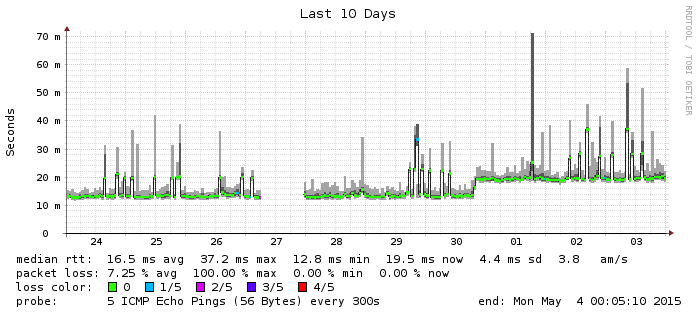 Last 10 Days
RRDTOOL / TOBI OETIKER
Seconds
70 m
60 m
50 m
40 m
30 m
20 m
10 m
0
24 25 26 27 28 29 30 01 02 03
median rtt: 16.5 ms avg 37.2 ms max 12.8 ms min 19.5 ms now 4.4 ms sd 3.8 am/s
packet loss: 7.25 % avg 100.00 % max 0.00 % min 0.00 % now
loss color: 0 1/5 2/5 3/5 4/5
probe: 5 ICMP Echo Pings (56 Bytes) every 300s end: Mon May 4 00:05:10 2015